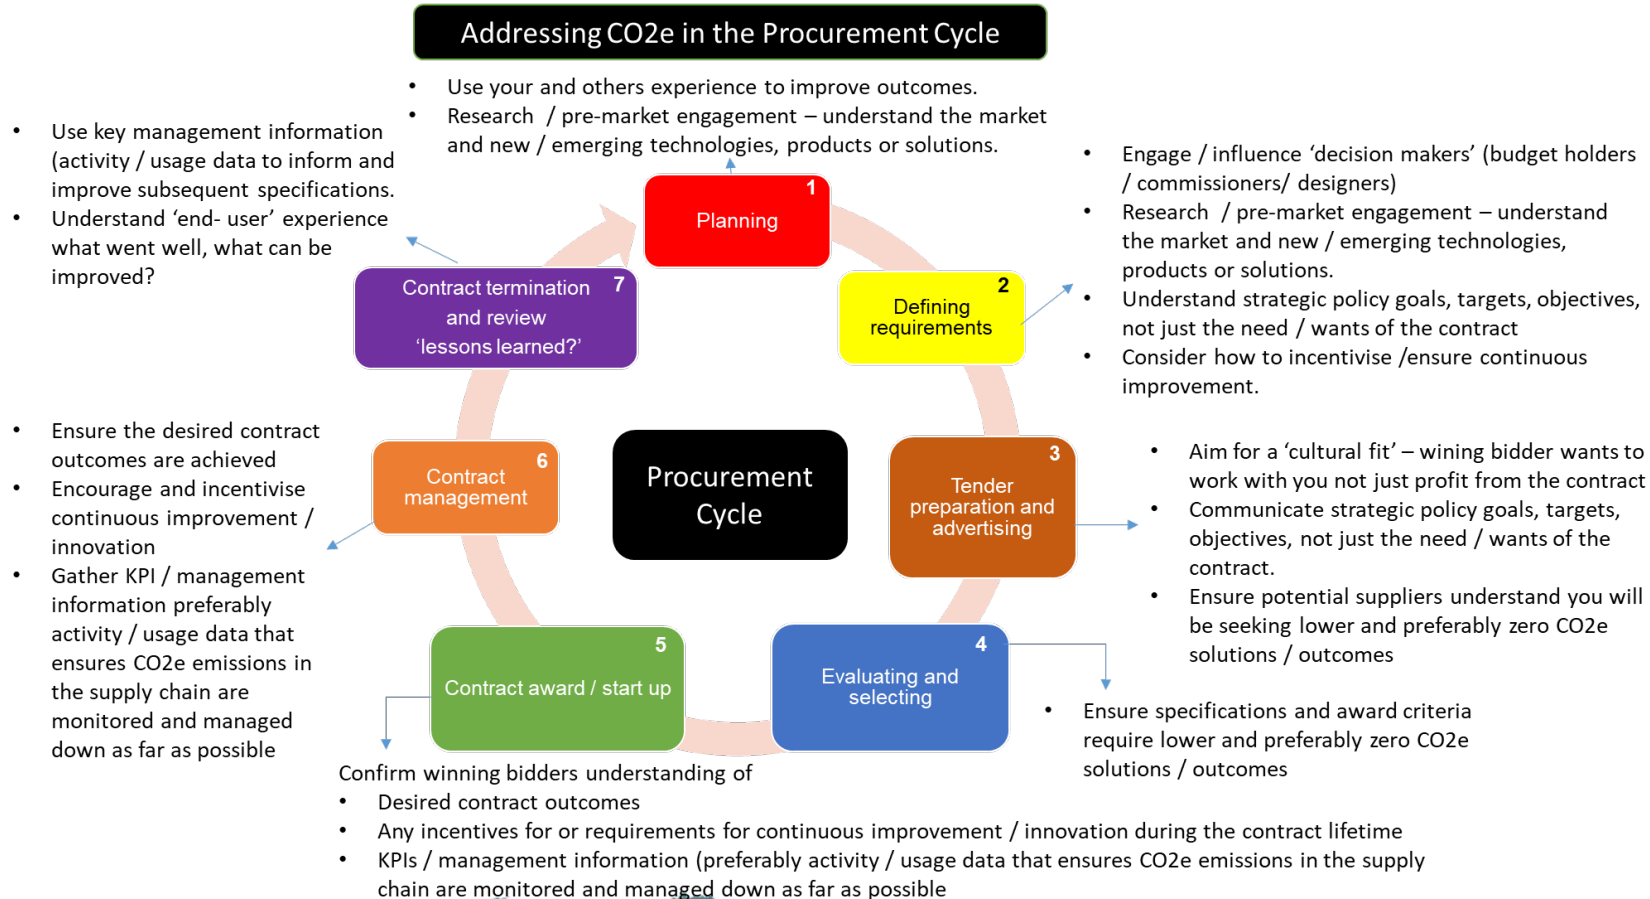 Addressing CO2e in the Procurement Cycle
• Use your and others experience to improve outcomes.
• Research / pre-market engagement – understand the market
and new / emerging technologies, products or solutions.
1
Planning
• Engage / influence ‘decision makers’ (budget holders
/ commissioners/ designers)
• Research / pre-market engagement – understand
the market and new / emerging technologies,
products or solutions.
• Understand strategic policy goals, targets, objectives,
not just the need / wants of the contract
• Consider how to incentivise /ensure continuous
improvement.
2
Defining
requirements
• Aim for a ‘cultural fit’ – wining bidder wants to
work with you not just profit from the contract
• Communicate strategic policy goals, targets,
objectives, not just the need / wants of the
contract.
• Ensure potential suppliers understand you will
be seeking lower and preferably zero CO2e
solutions / outcomes
3
Tender
preparation and
advertising
4
Evaluating and
selecting
• Ensure specifications and award criteria
require lower and preferably zero CO2e
solutions / outcomes
5
Contract award / start up
Confirm winning bidders understanding of
• Desired contract outcomes
• Any incentives for or requirements for continuous improvement / innovation during the contract lifetime
• KPIs / management information (preferably activity / usage data that ensures CO2e emissions in the supply
chain are monitored and managed down as far as possible
6
Contract
management
• Ensure the desired contract
outcomes are achieved
• Encourage and incentivise
continuous improvement /
innovation
• Gather KPI / management
information preferably
activity / usage data that
ensures CO2e emissions in
the supply chain are
monitored and managed
down as far as possible
7
Contract termination
and review
‘lessons learned?’
• Use key management information
(activity / usage data to inform and
improve subsequent specifications.
• Understand ‘end- user’ experience
what went well, what can be
improved?
Procurement
Cycle